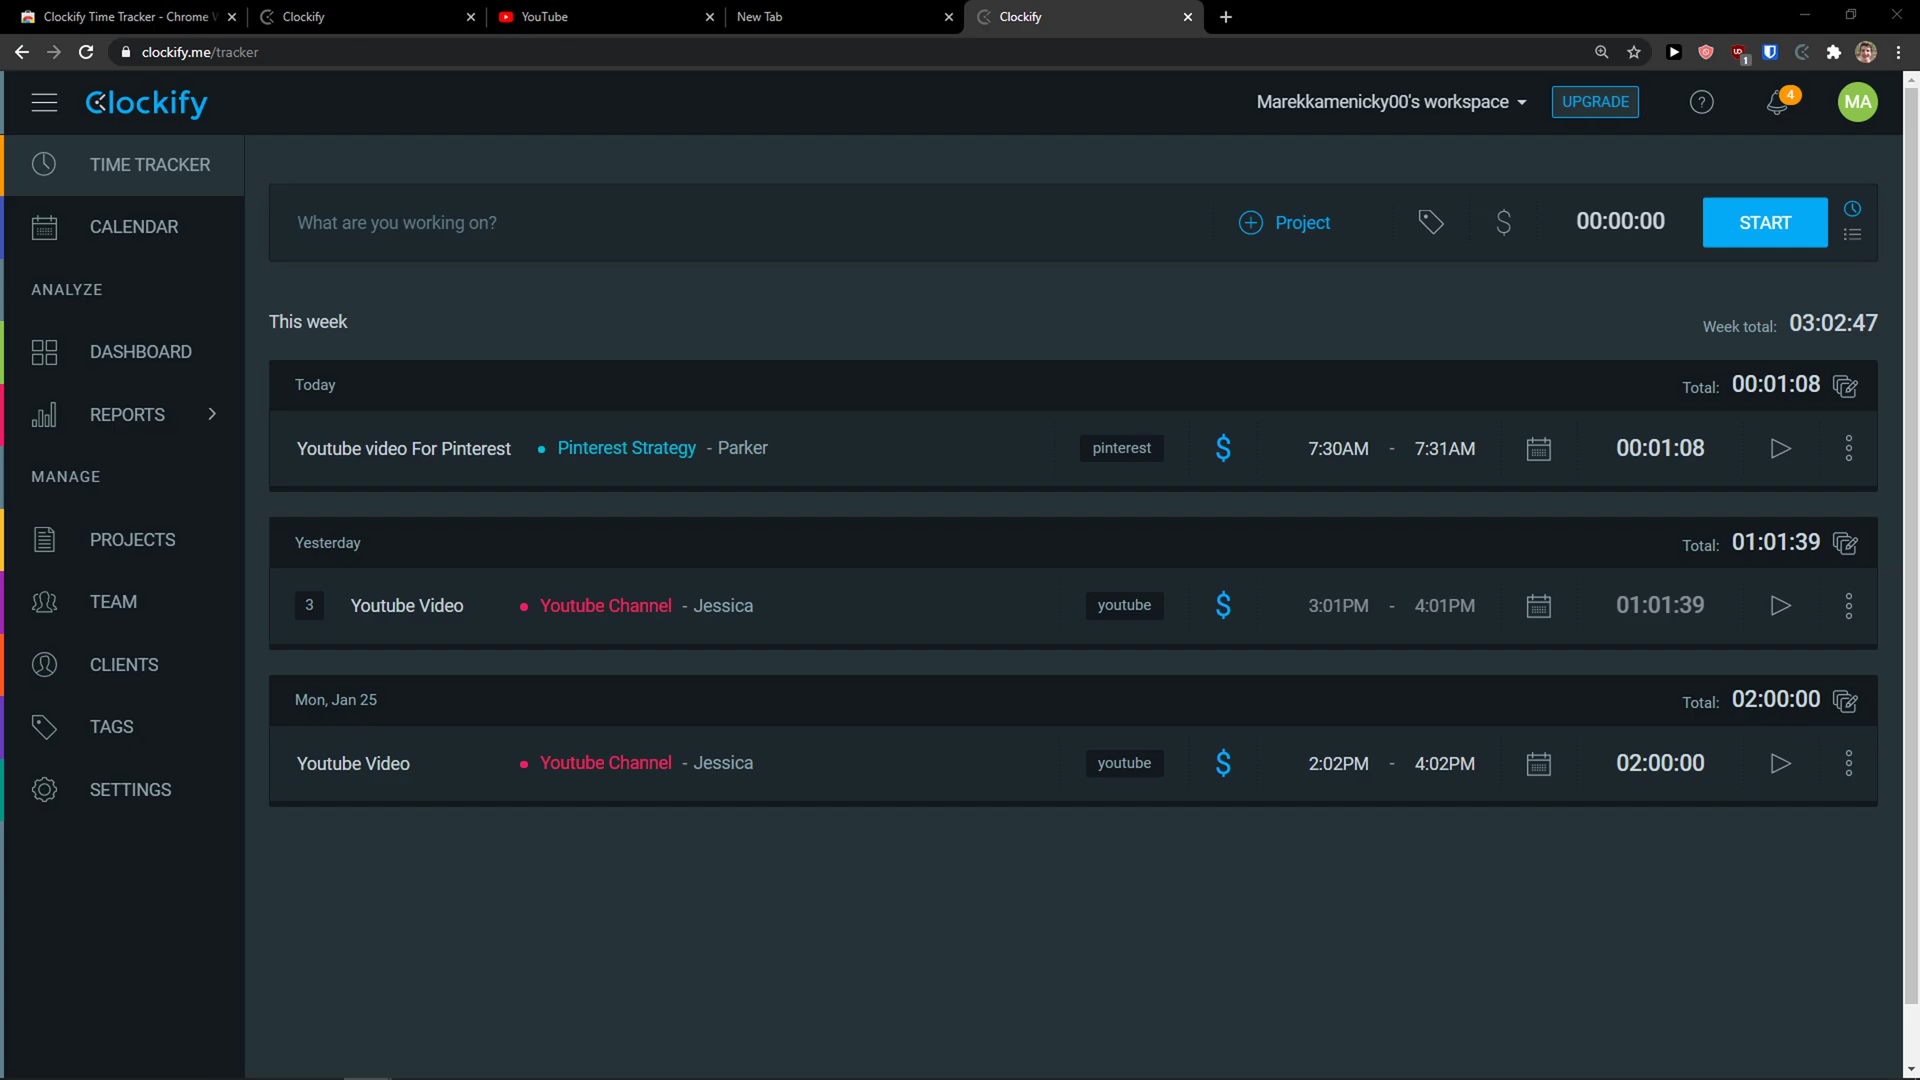 Clockify Time Tracker - Chrome
Clockify
YouTube
New Tab
Clockify
clockify.me/tracker
1
Clockify
Marekkamenicky00's workspace
UPGRADE
?
4
MA
TIME TRACKER
CALENDAR
ANALYZE
DASHBOARD
REPORTS
MANAGE
PROJECTS
TEAM
CLIENTS
TAGS
SETTINGS
What are you working on?
Project
$
00:00:00
START
This week
Week total: 03:02:47
Today
Total: 00:01:08
Youtube video For Pinterest
Pinterest Strategy - Parker
pinterest
$
7:30AM - 7:31AM
00:01:08
Yesterday
Total: 01:01:39
3
Youtube Video
Youtube Channel - Jessica
youtube
$
3:01PM - 4:01PM
01:01:39
Mon, Jan 25
Total: 02:00:00
Youtube Video
Youtube Channel - Jessica
youtube
$
2:02PM - 4:02PM
02:00:00